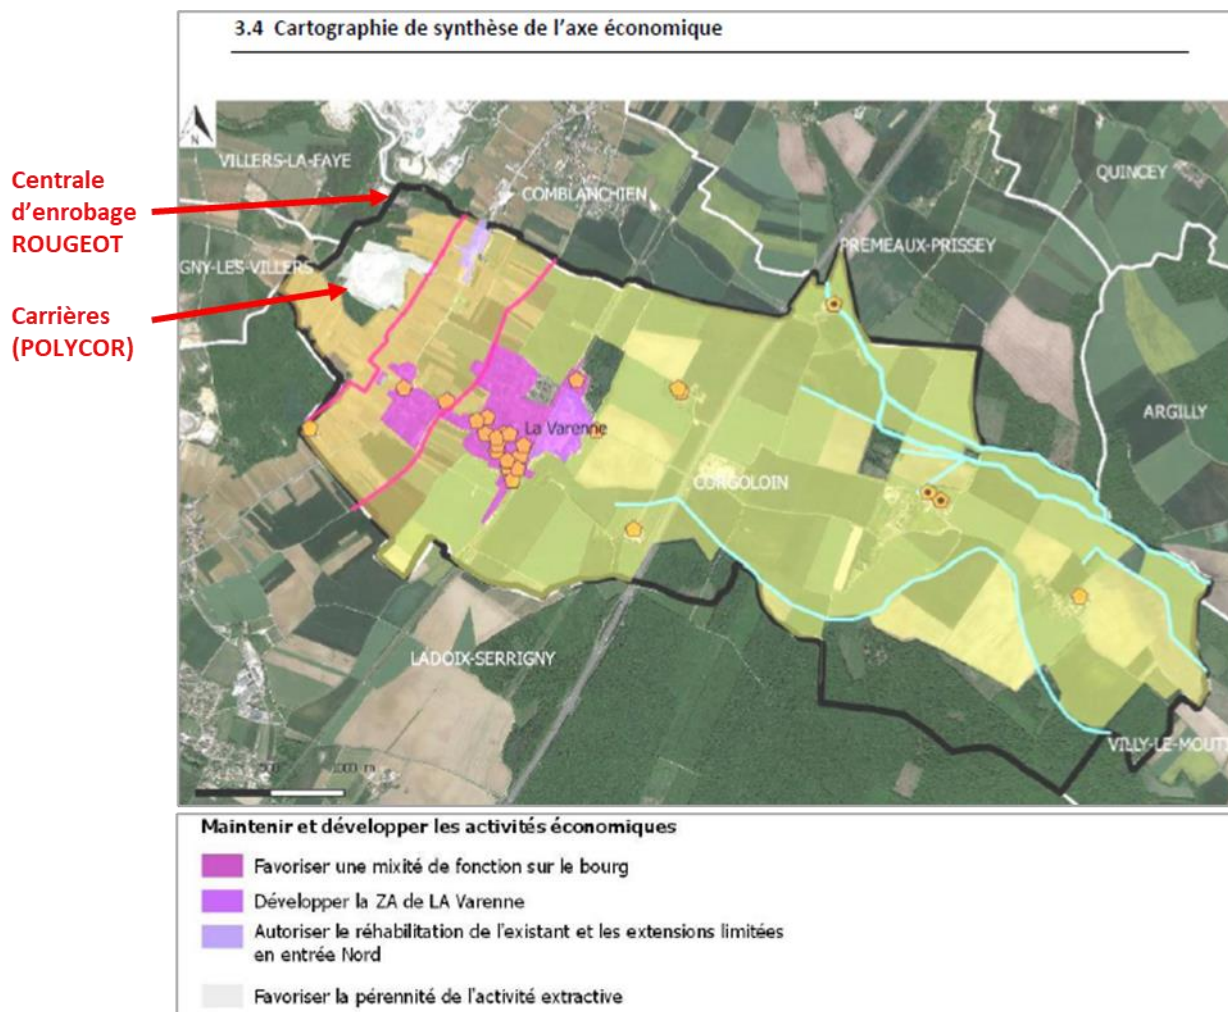 3.4 Cartographie de synthèse de l'axe économique
N
VILLERS-LA-FAYE
COMBLANCHIEN
QUINCEY
Centrale
d'enrobage
ROUGEOT
PREMEAUX-PRISSEY
GNY-LES-VILLERS
Carrières
(POLYCOR)
ARGILLY
La Varenne
CORGOLOIN
LADOIX-SERRIGNY
VILLY-LE-MOUT
500 1000 m
Maintenir et développer les activités économiques
Favoriser une mixité de fonction sur le bourg
Développer la ZA de LA Varenne
Autoriser le réhabilitation de l'existant et les extensions limitées
en entrée Nord
Favoriser la pérennité de l'activité extractive